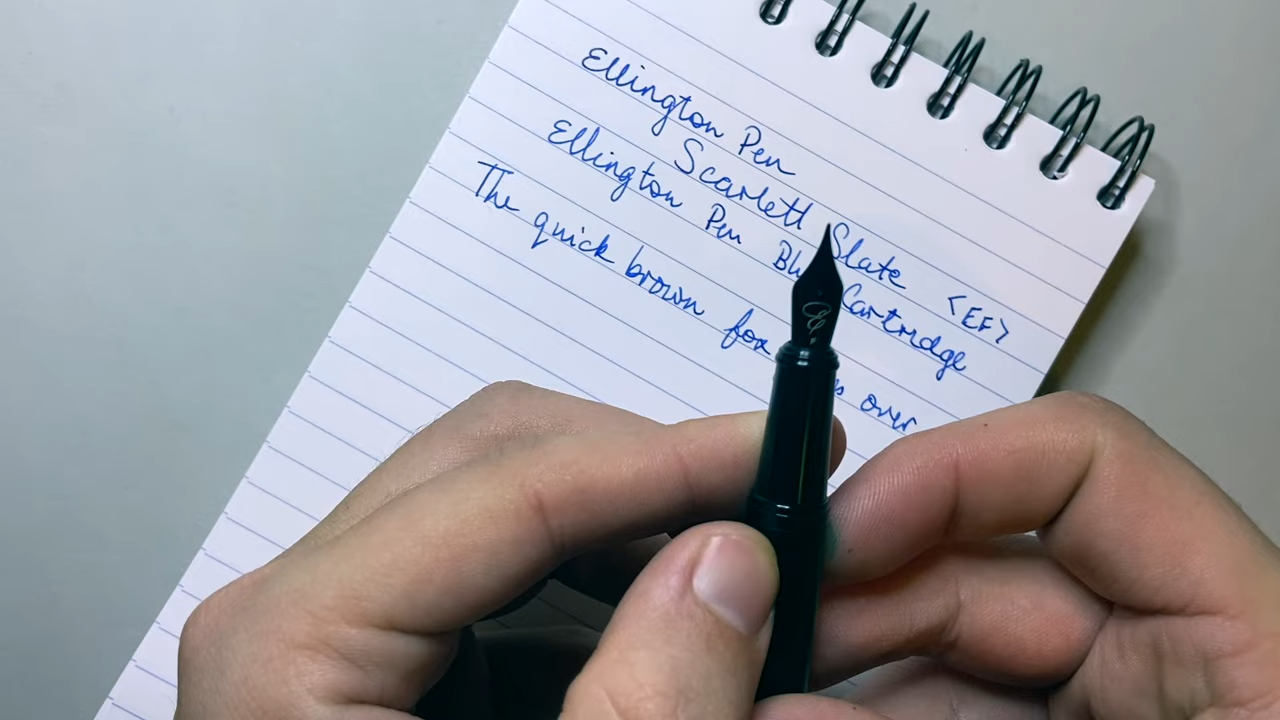 Ellington Pen
Scarlett Slate <EF>
Ellington Pen Cartridge
The quick brown fox over